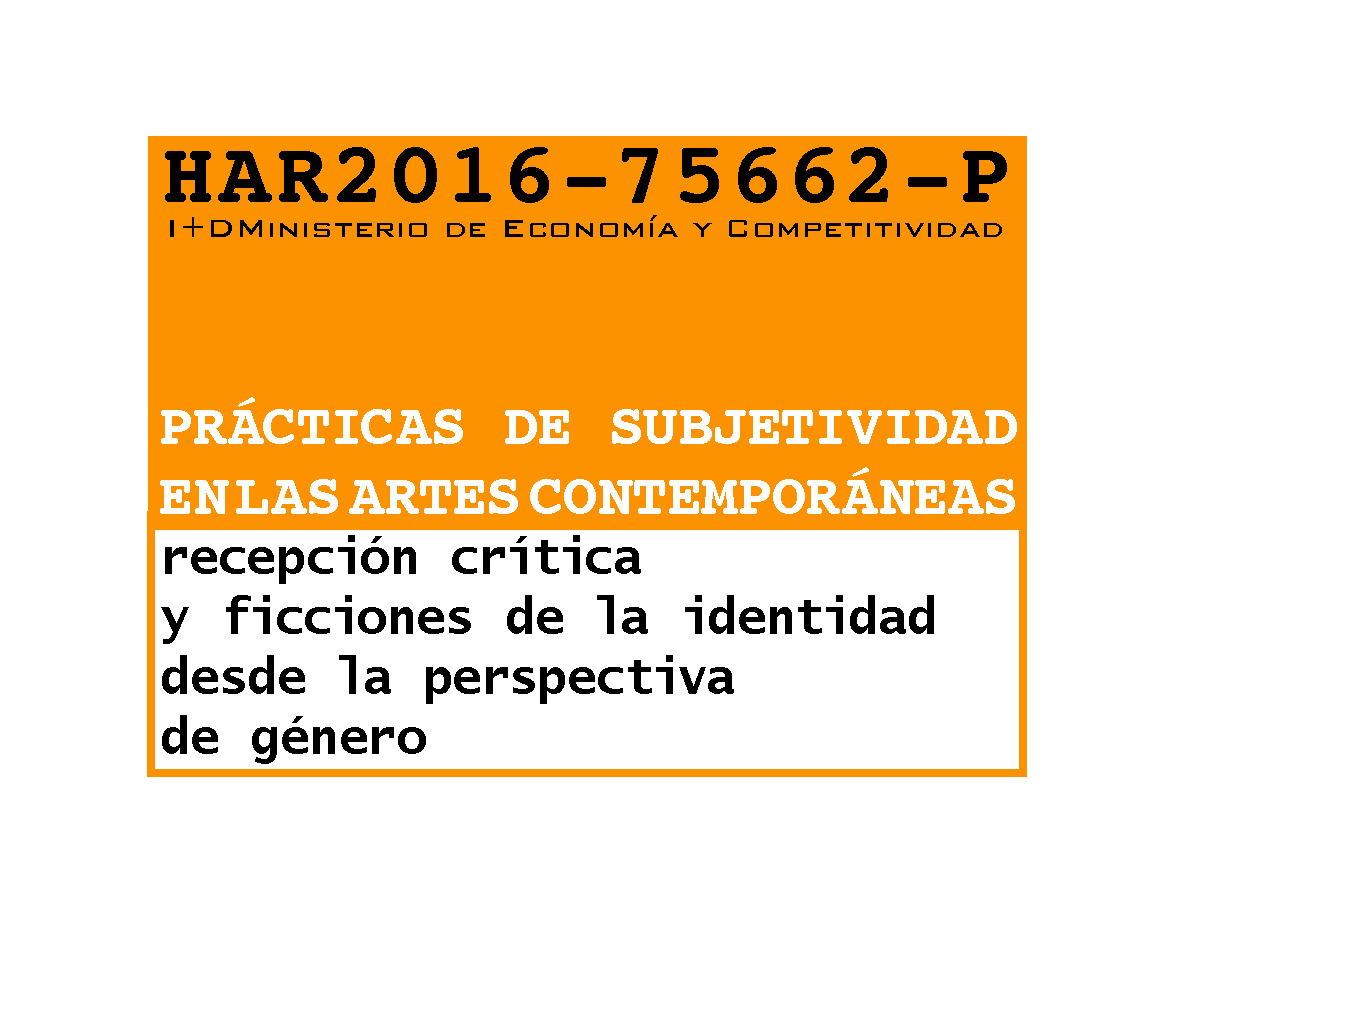 HAR2016-75662-P
I+DMinisterio de Economía y Competitividad
PRÁCTICAS DE SUBJETIVIDAD
EN LAS ARTES CONTEMPORÁNEAS
recepción crítica
y ficciones de la identidad
desde la perspectiva
de género